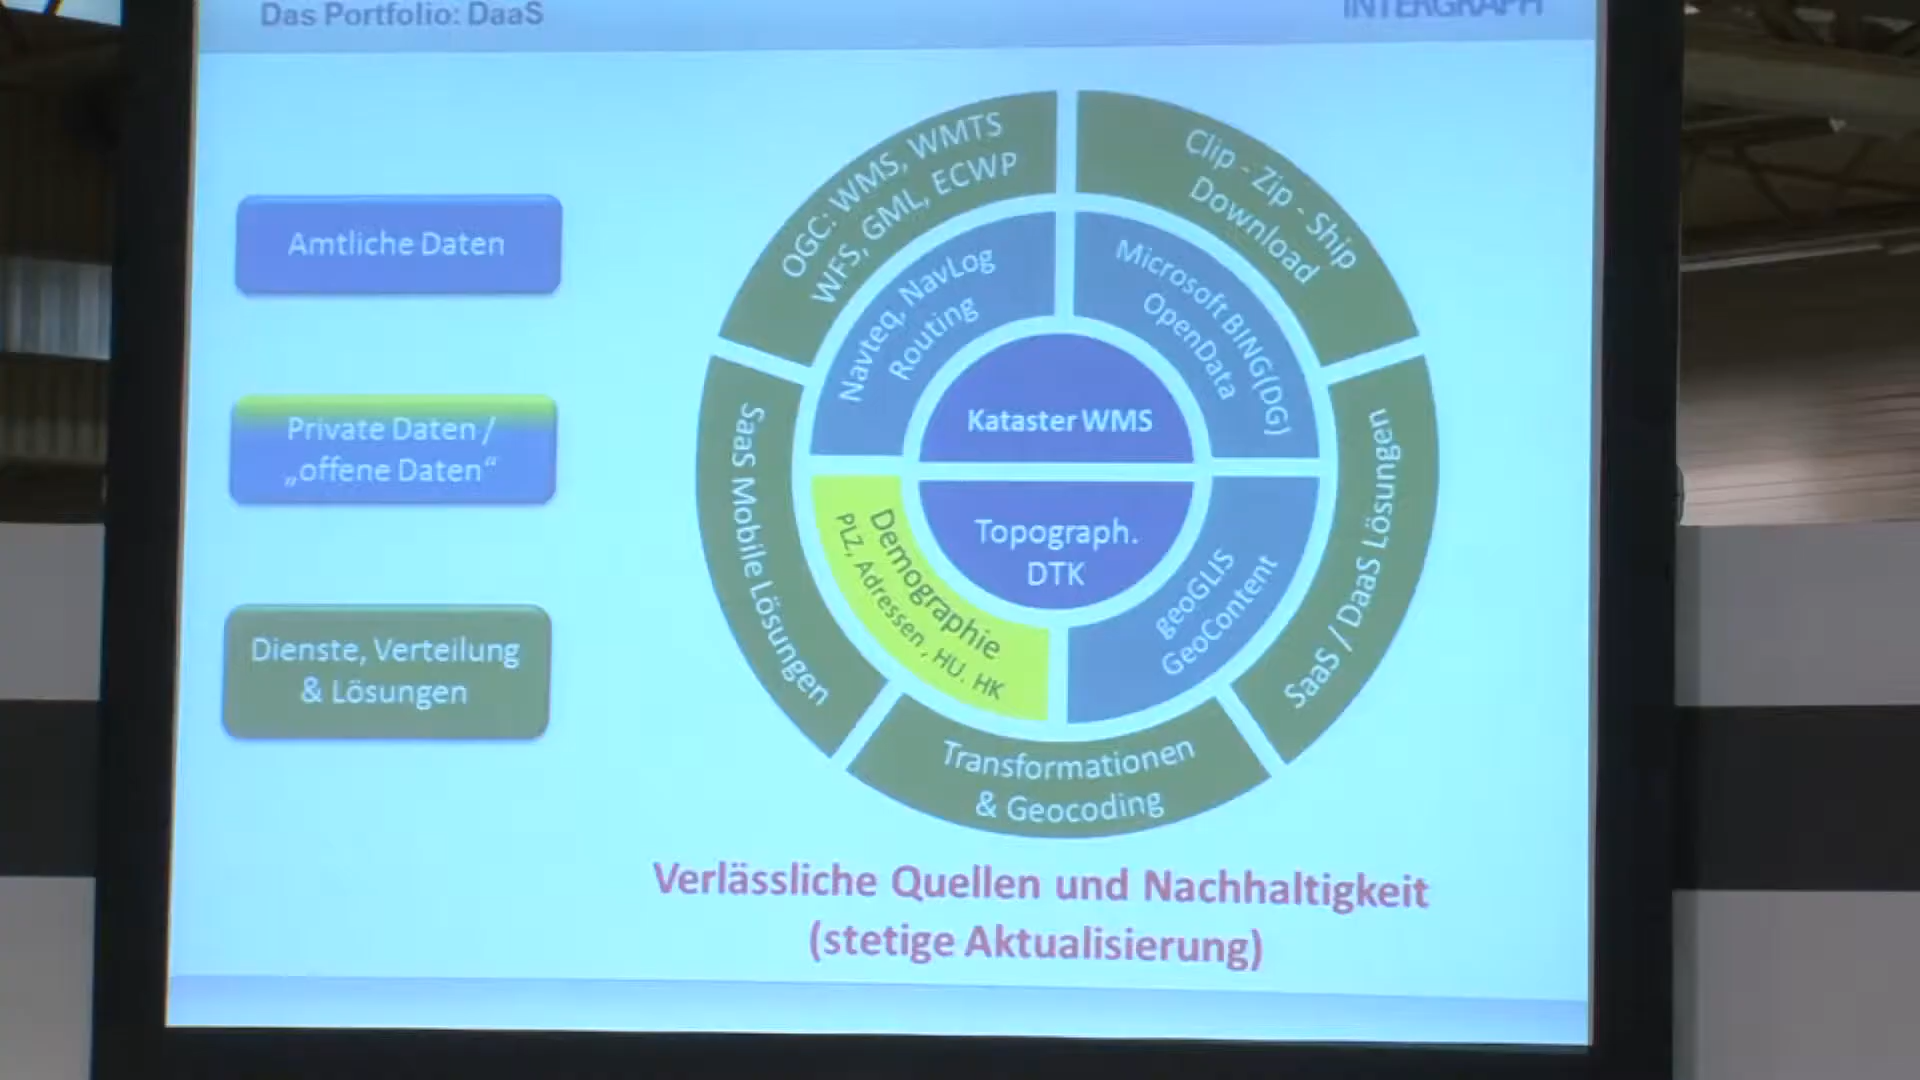 Das Portfolio: DaaS
INTERGRAPH
Amtliche Daten
Private Daten /
„offene Daten“
Dienste, Verteilung
& Lösungen
OGC: WMS, WMTS
WFS, GML, ECWP
Clip - Zip - Ship
Download
Navteq, NavLog
Routing
Microsoft BING(DG)
OpenData
Kataster WMS
Topograph.
DTK
Demographie
PLZ, Adressen , HU. HK
geoGLIS
GeoContent
SaaS Mobile Lösungen
SaaS / DaaS Lösungen
Transformationen
& Geocoding
Verlässliche Quellen und Nachhaltigkeit
(stetige Aktualisierung)